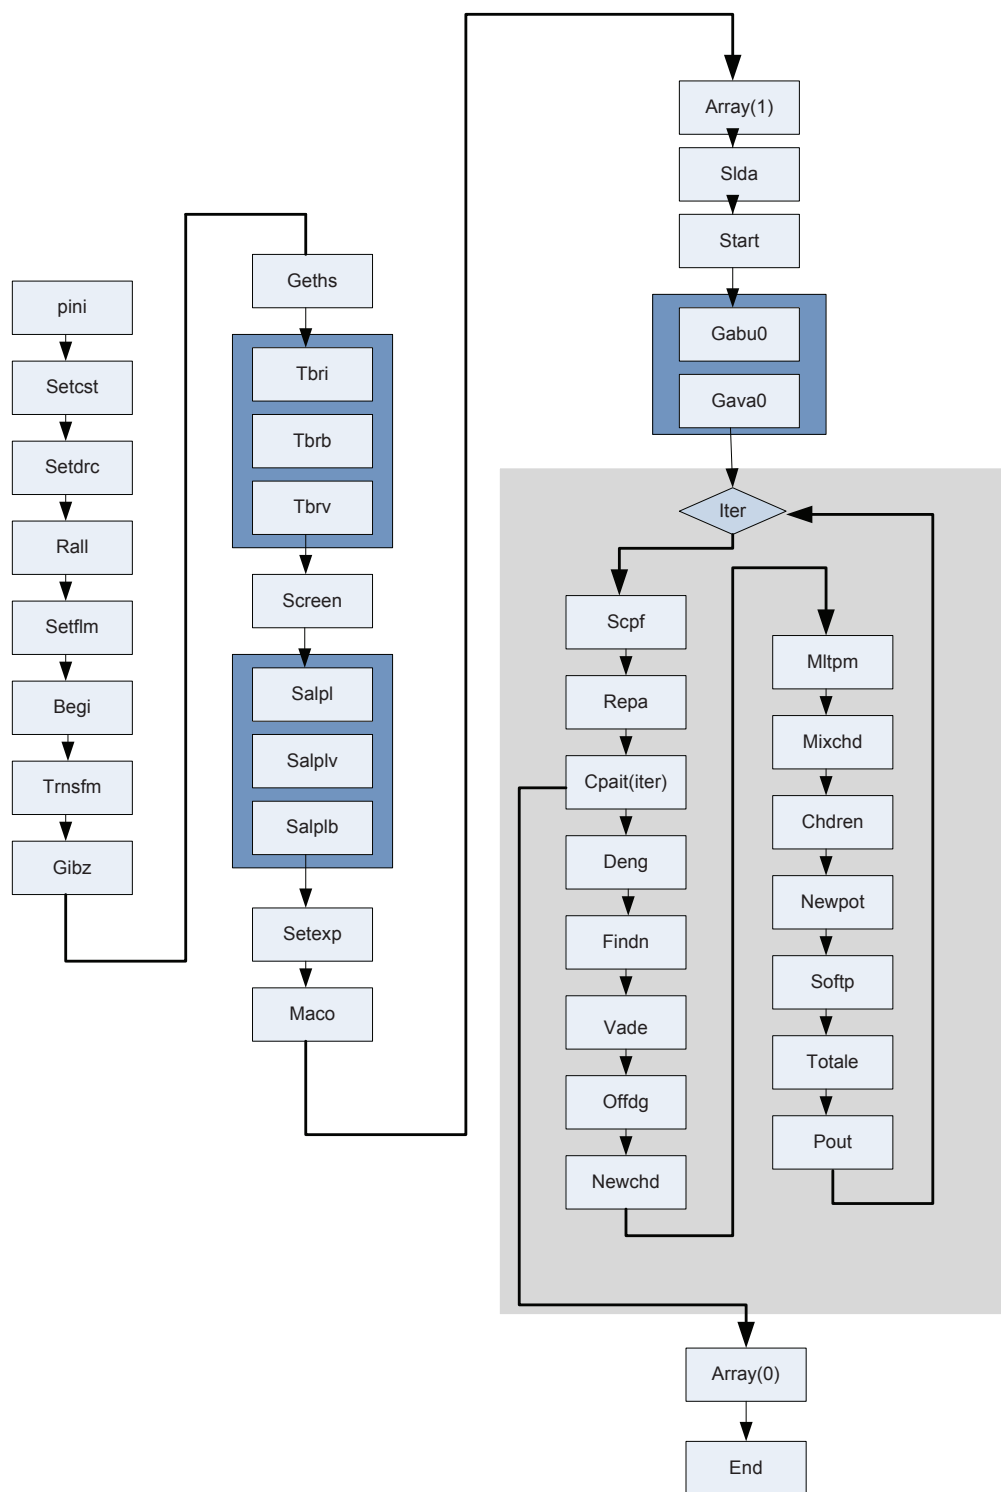 pini
Setcst
Setdrc
Rall
Setflm
Begi
Trnsfm
Gibz
Geths
Tbri
Tbrb
Tbrv
Screen
Salpl
Salplv
Salplb
Setexp
Maco
Array(1)
Slda
Start
Gabu0
Gava0
Iter
Scpf
Repa
Cpait(iter)
Deng
Findn
Vade
Offdg
Newchd
Mltpm
Mixchd
Chdren
Newpot
Softp
Totale
Pout
Array(0)
End